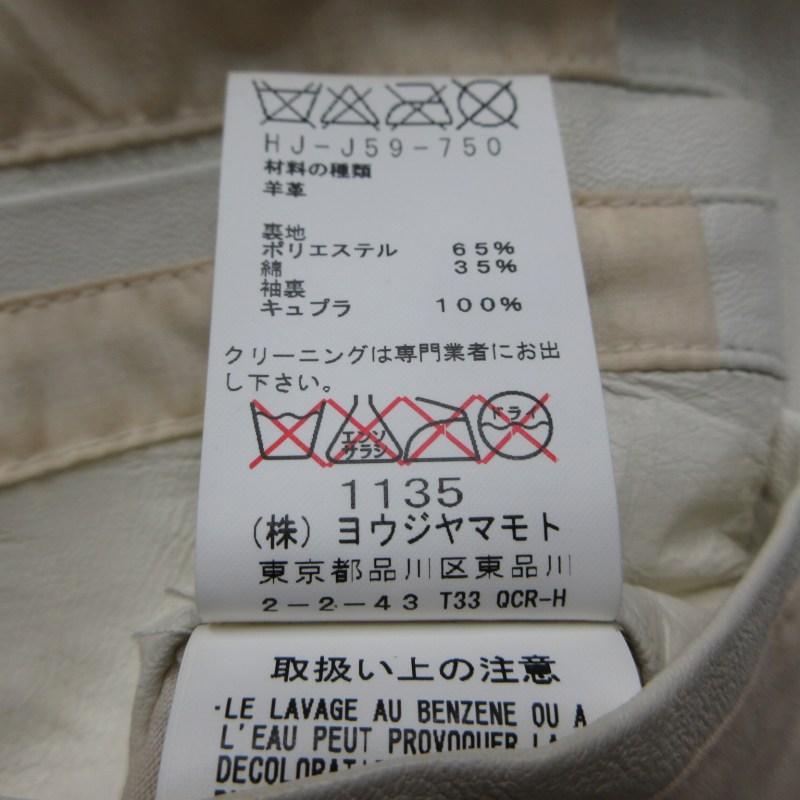 HJ-J59-750
材料の種類
羊革
裏地
ポリエステル 65%
綿 35%
袖裏
キュプラ 100%
クリーニングは専門業者にお出
し下さい。
エンソ サラシ ドライ
1135
(株) ヨウジヤマモト
東京都品川区東品川
2-2-43 T33 QCR-H
取扱い上の注意
・LE LAVAGE AU BENZENE OU A
L'EAU PEUT PROVOQUER LA